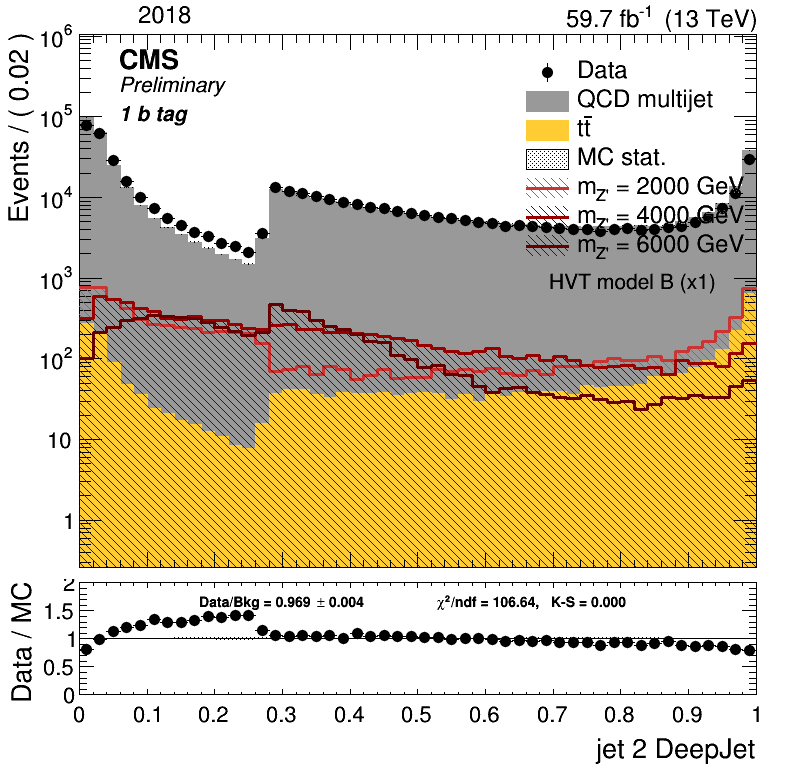 2018
59.7 fb⁻¹ (13 TeV)
Events / ( 0.02 )
10⁶
10⁵
10⁴
10³
10²
10
1
CMS
Preliminary
1 b tag
Data
QCD multijet
tt̄
MC stat.
m_Z' = 2000 GeV
m_Z' = 4000 GeV
m_Z' = 6000 GeV
HVT model B (x1)
Data / MC
2
1.5
1
0.5
0
Data/Bkg = 0.969 ± 0.004
χ²/ndf = 106.64, K-S = 0.000
0 0.1 0.2 0.3 0.4 0.5 0.6 0.7 0.8 0.9 1
jet 2 DeepJet